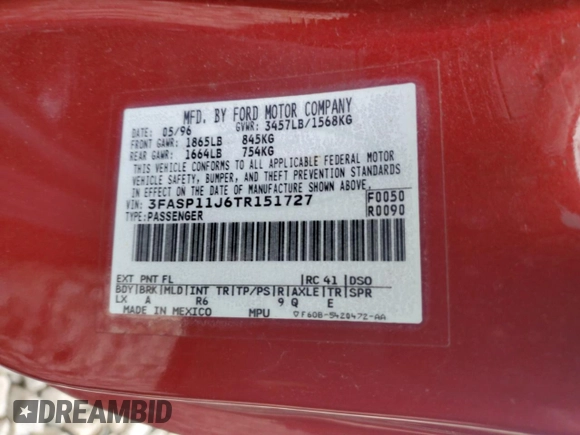 MFD. BY FORD MOTOR COMPANY
05/96 GVWR: 3457LB/1568KG
FRONT GAWR: 1865LB 845KG
REAR GAWR: 1664LB 754KG
THIS VEHICLE CONFORMS TO ALL APPLICABLE FEDERAL MOTOR
VEHICLE SAFETY, BUMPER, AND THEFT PREVENTION STANDARDS
IN EFFECT ON THE DATE OF MANUFACTURE SHOWN ABOVE.
VIN: 3FASP11J6TR151727 F0050
TYPE: PASSENGER R0090
EXT PNT FL RC 41 DSO
BDY BRK MLD INT TR TP/PS R AXLE TR SPR
LX A R6 9 Q E
MADE IN MEXICO MPU F60B-5420472-AA
DREAMBID